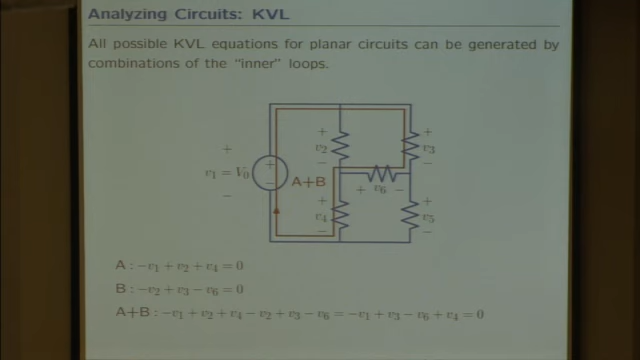 Analyzing Circuits: KVL
All possible KVL equations for planar circuits can be generated by
combinations of the “inner” loops.
+
v₁ = V₀
−
+
−
+
v₂
−
+
v₃
−
A+B
+ v₆ −
+
v₄
−
+
v₅
−
A : −v₁ + v₂ + v₄ = 0
B : −v₂ + v₃ − v₆ = 0
A+B : −v₁ + v₂ + v₄ − v₂ + v₃ − v₆ = −v₁ + v₃ − v₆ + v₄ = 0